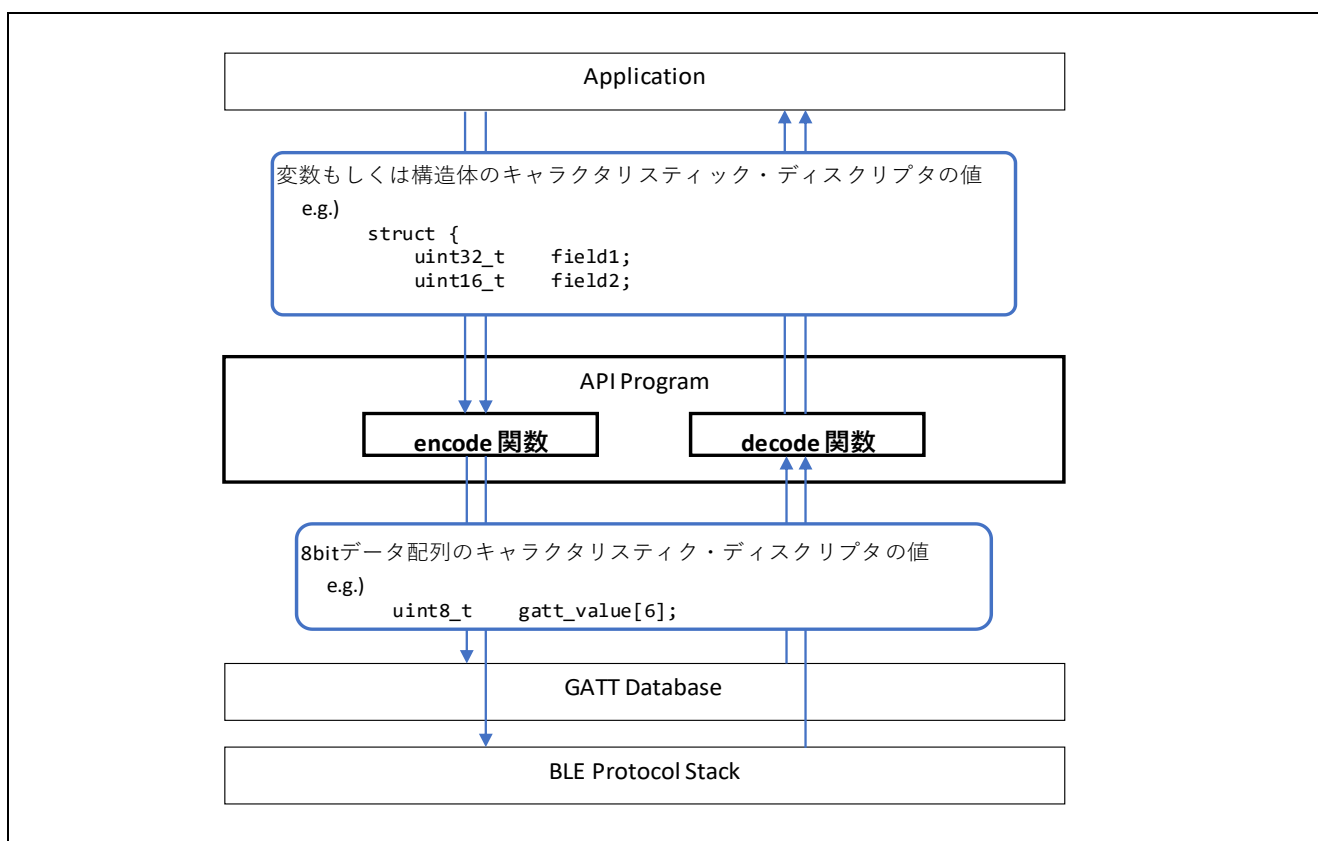 Application
変数もしくは構造体のキャラクタリスティック・ディスクリプタの値
e.g.)
struct {
uint32_t field1;
uint16_t field2;
API Program
encode 関数
decode 関数
8bitデータ配列のキャラクタリスティク・ディスクリプタの値
e.g.)
uint8_t gatt_value[6];
GATT Database
BLE Protocol Stack